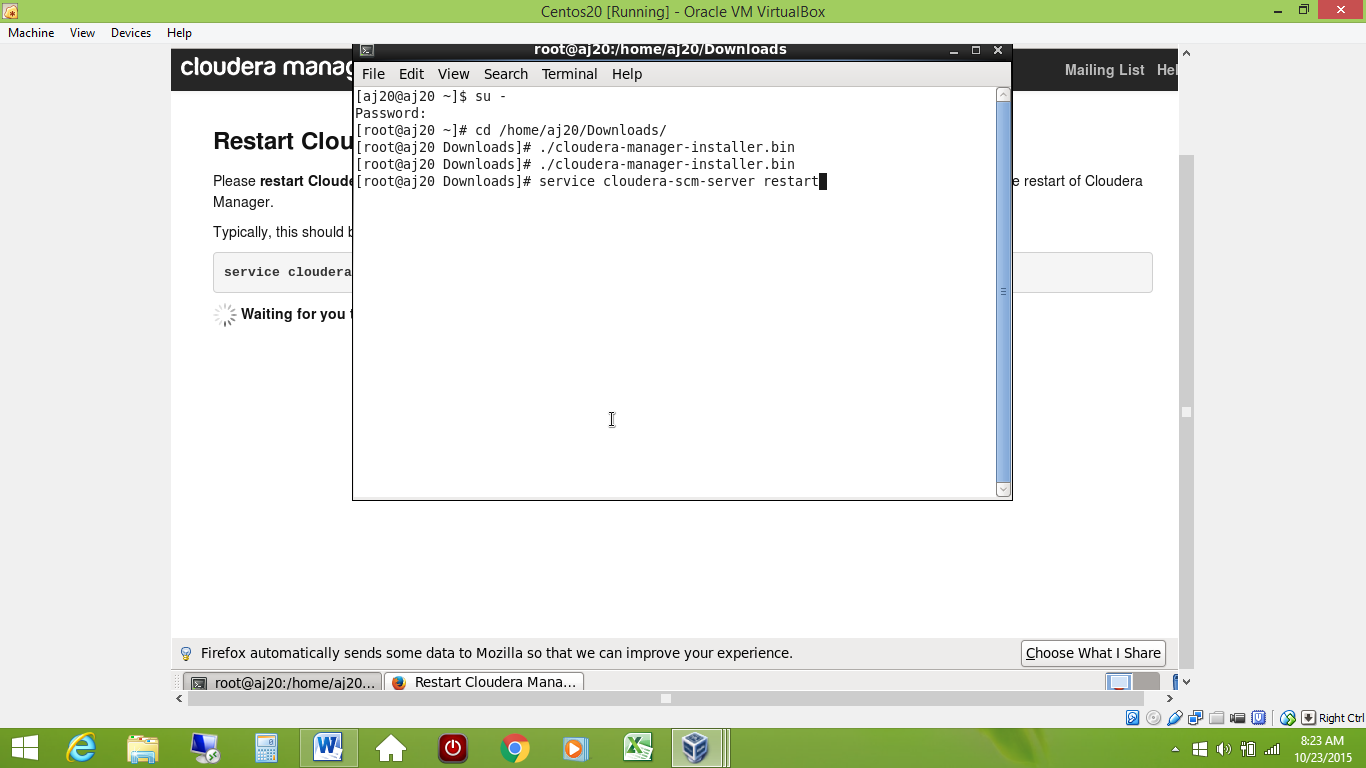 Centos20 [Running] - Oracle VM VirtualBox
Machine View Devices Help
cloudera manag
Mailing List Hel
root@aj20:/home/aj20/Downloads
File Edit View Search Terminal Help
[aj20@aj20 ~]$ su -
Password:
[root@aj20 ~]# cd /home/aj20/Downloads/
[root@aj20 Downloads]# ./cloudera-manager-installer.bin
[root@aj20 Downloads]# ./cloudera-manager-installer.bin
[root@aj20 Downloads]# service cloudera-scm-server restart
Restart Clou
Please restart Cloude
e restart of Cloudera
Manager.
Typically, this should b
service cloudera
Waiting for you t
Firefox automatically sends some data to Mozilla so that we can improve your experience.
Choose What I Share
root@aj20:/home/aj20...
Restart Cloudera Mana...
Right Ctrl
8:23 AM
10/23/2015